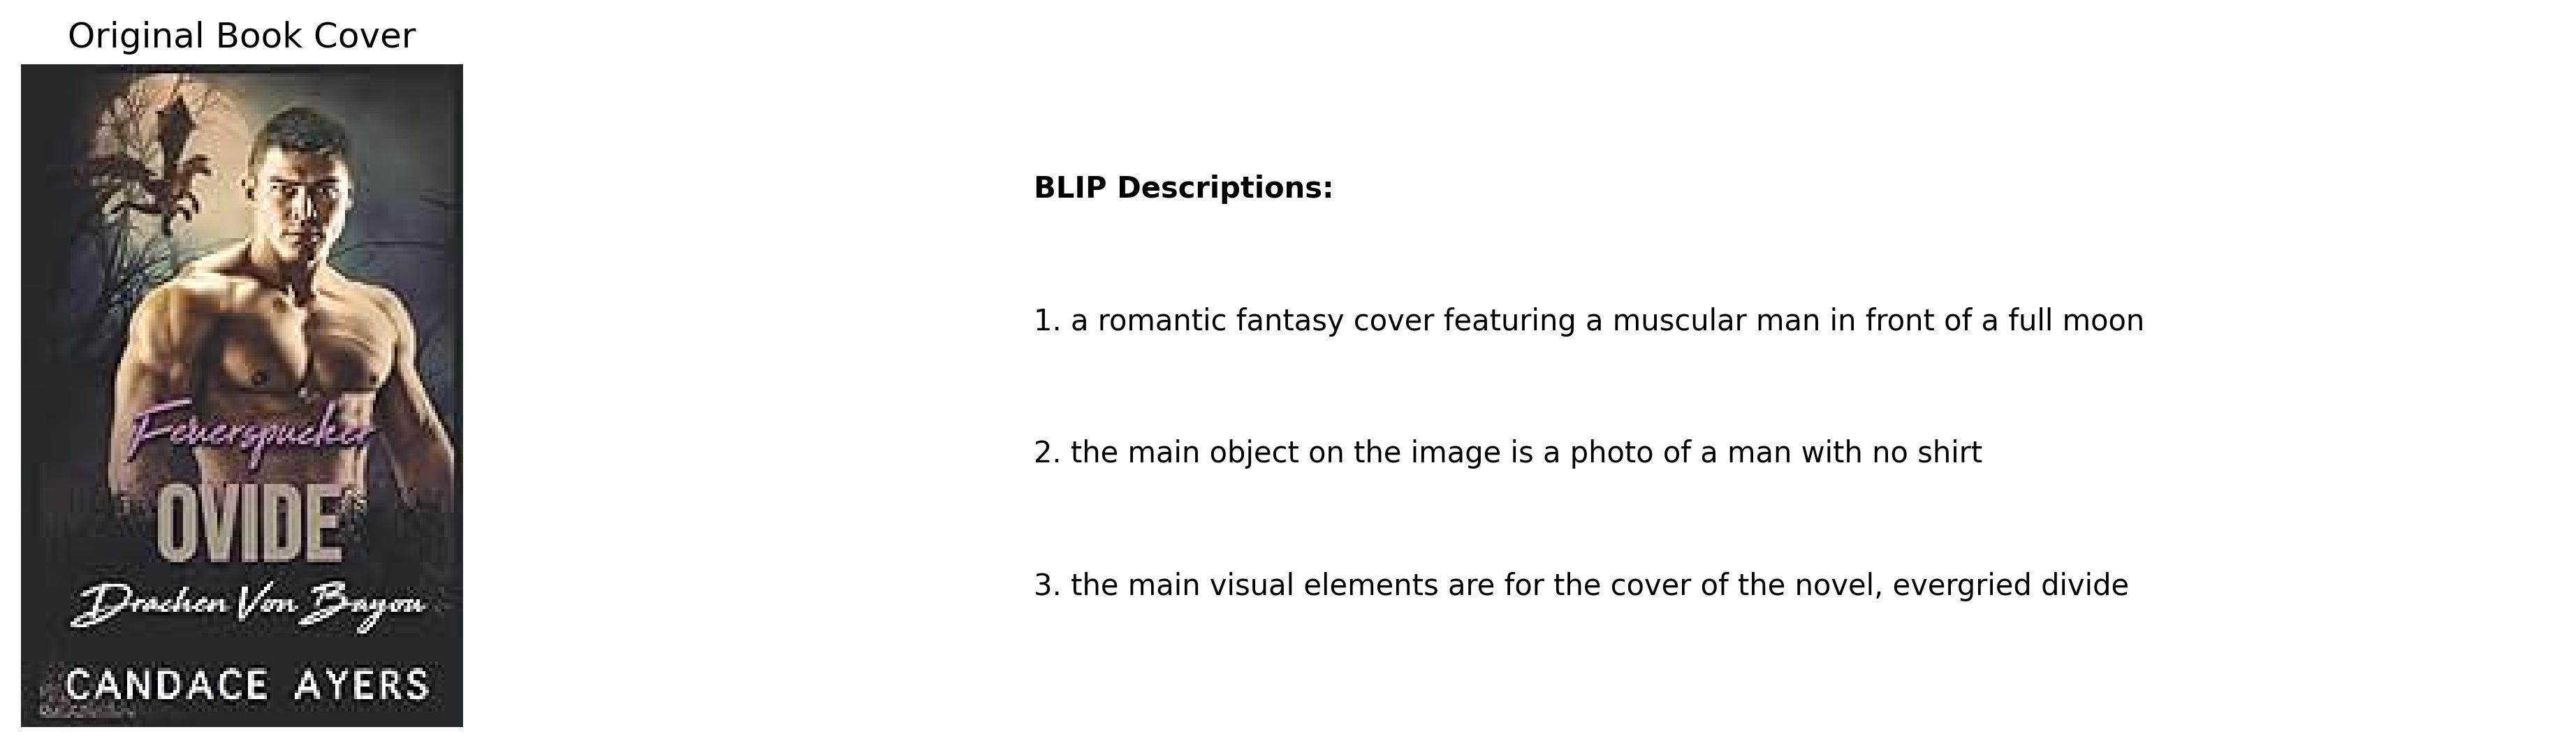 Original Book Cover
Feuerspucker
OVIDE
Drachen Von Bayou
CANDACE AYERS
BLIP Descriptions:
1. a romantic fantasy cover featuring a muscular man in front of a full moon
2. the main object on the image is a photo of a man with no shirt
3. the main visual elements are for the cover of the novel, evergried divide